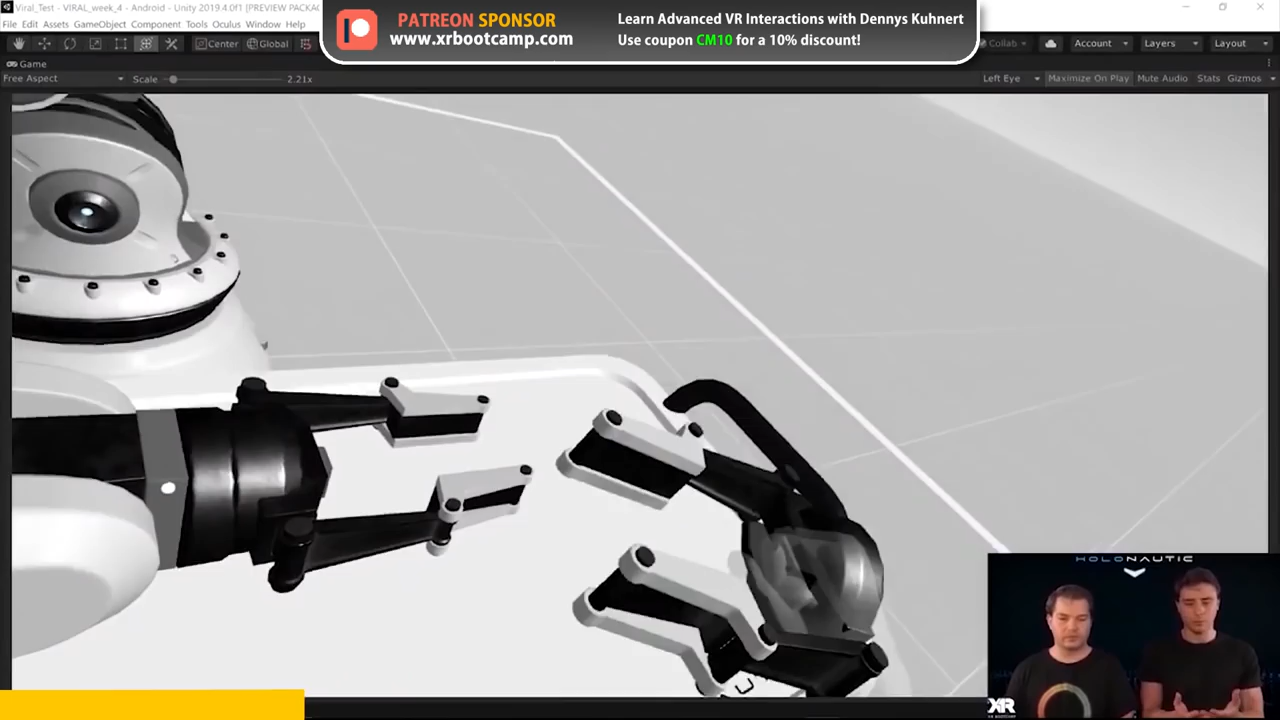 Viral_Test - VIRAL_week_4 - Android - Unity 2019.4.0f1 [PREVIEW PACKA
File Edit Assets GameObject Component Tools Oculus Window Help
PATREON SPONSOR
www.xrbootcamp.com
Learn Advanced VR Interactions with Dennys Kuhnert
Use coupon CM10 for a 10% discount!
Center
Global
Collab
Account
Layers
Layout
Game
Free Aspect
Scale
2.21x
Left Eye
Maximize On Play
Mute Audio
Stats
Gizmos
HOLONAUTIC
XR